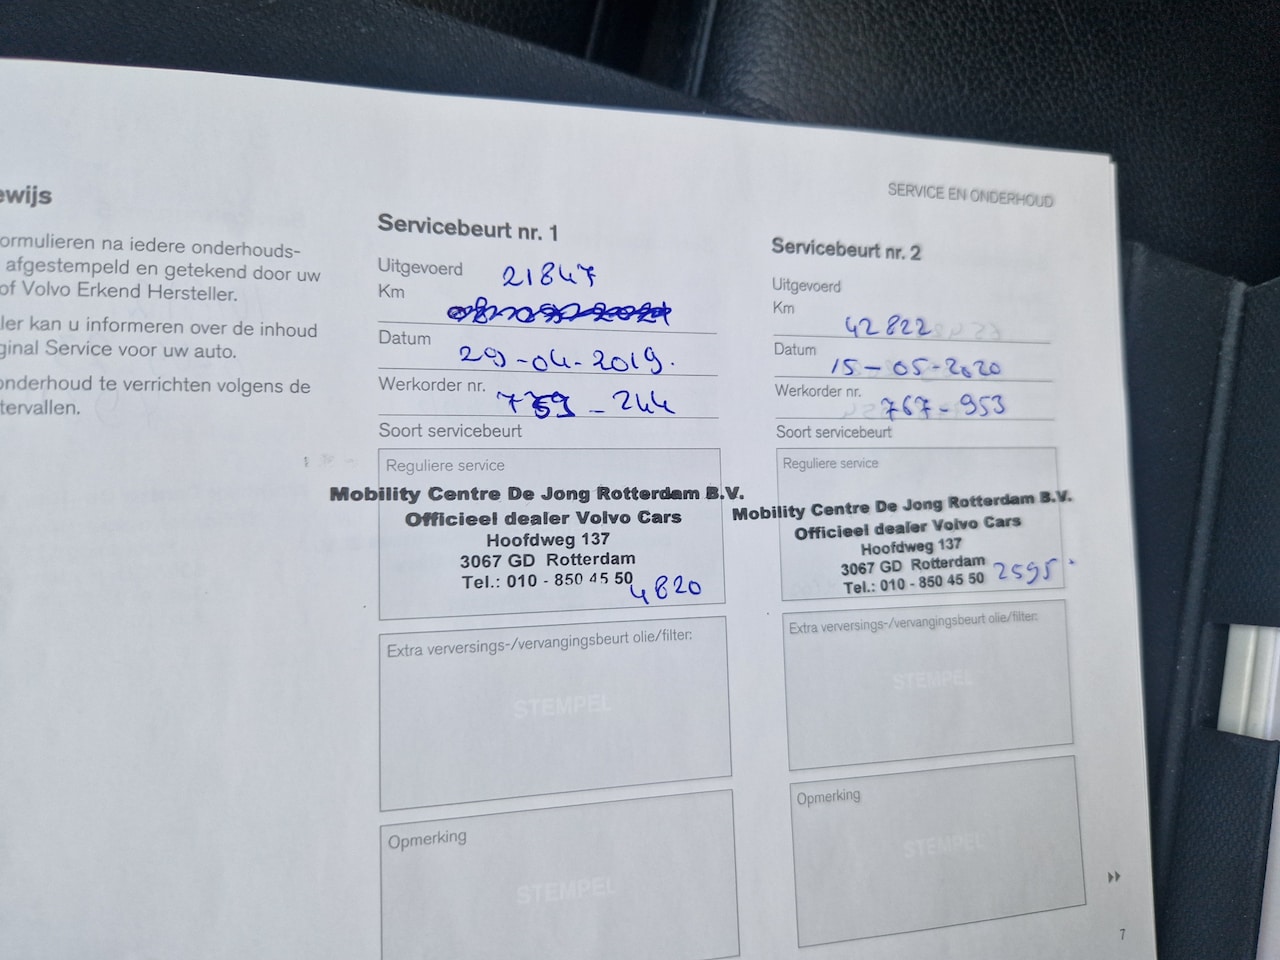 ewijs
ormulieren na iedere onderhouds-
afgestempeld en getekend door uw
of Volvo Erkend Hersteller.
ler kan u informeren over de inhoud
ginal Service voor uw auto.
onderhoud te verrichten volgens de
tervallen.
Servicebeurt nr. 1
Uitgevoerd 21847
Km
Datum 29-04-2019.
Werkorder nr. 759-244
Soort servicebeurt
Reguliere service
Mobility Centre De Jong Rotterdam B.V.
Officieel dealer Volvo Cars
Hoofdweg 137
3067 GD Rotterdam
Tel.: 010 - 850 45 50
4820
Extra verversings-/vervangingsbeurt olie/filter:
STEMPEL
Opmerking
STEMPEL
SERVICE EN ONDERHOUD
Servicebeurt nr. 2
Uitgevoerd
Km 42822
Datum 15-05-2020
Werkorder nr. 767-953
Soort servicebeurt
Reguliere service
Mobility Centre De Jong Rotterdam B.V.
Officieel dealer Volvo Cars
Hoofdweg 137
3067 GD Rotterdam
Tel.: 010 - 850 45 50 2595
Extra verversings-/vervangingsbeurt olie/filter:
STEMPEL
Opmerking
STEMPEL
7